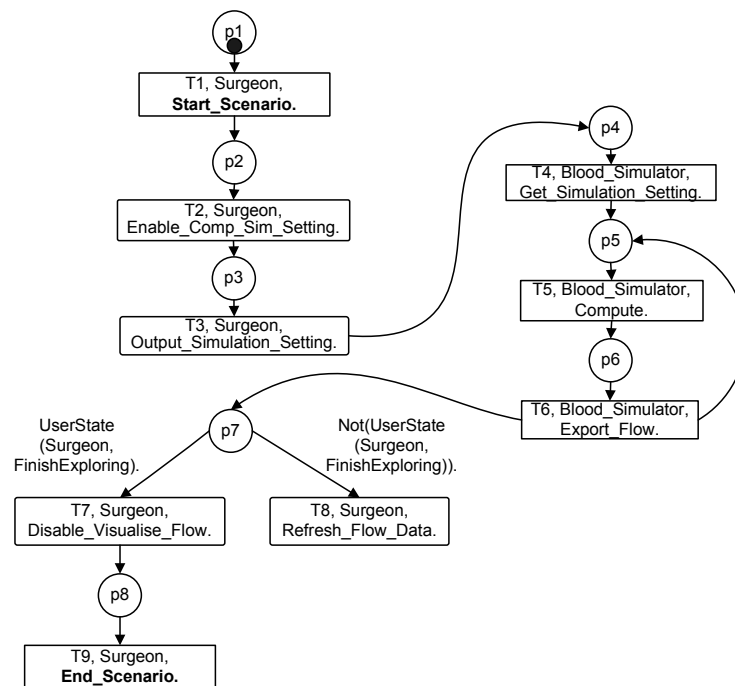 p1
T1, Surgeon,
Start_Scenario.
p2
T2, Surgeon,
Enable_Comp_Sim_Setting.
p3
T3, Surgeon,
Output_Simulation_Setting.
p4
T4, Blood_Simulator,
Get_Simulation_Setting.
p5
T5, Blood_Simulator,
Compute.
p6
T6, Blood_Simulator,
Export_Flow.
p7
UserState
(Surgeon,
FinishExploring).
Not(UserState
(Surgeon,
FinishExploring)).
T7, Surgeon,
Disable_Visualise_Flow.
T8, Surgeon,
Refresh_Flow_Data.
p8
T9, Surgeon,
End_Scenario.